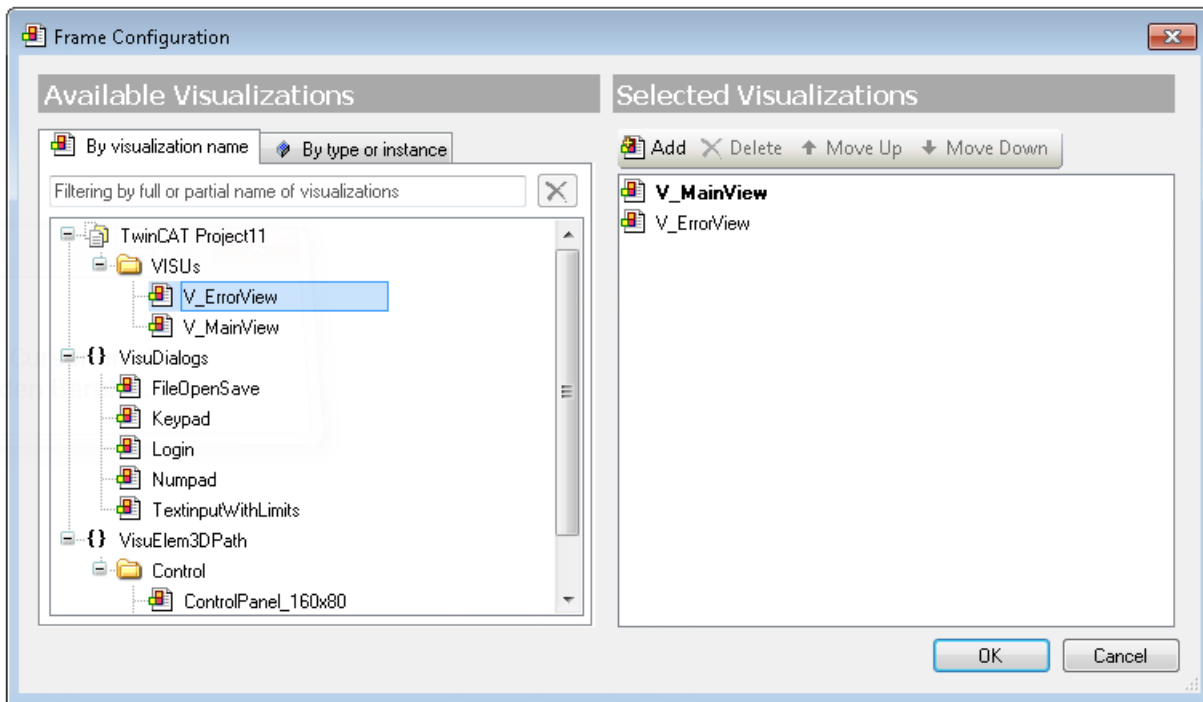 Frame Configuration
Available Visualizations
By visualization name
By type or instance
Filtering by full or partial name of visualizations
TwinCAT Project11
VISUs
V_ErrorView
V_MainView
{} VisuDialogs
FileOpenSave
Keypad
Login
Numpad
TextinputWithLimits
{} VisuElem3DPath
Control
ControlPanel_160x80
Selected Visualizations
Add Delete Move Up Move Down
V_MainView
V_ErrorView
OK
Cancel